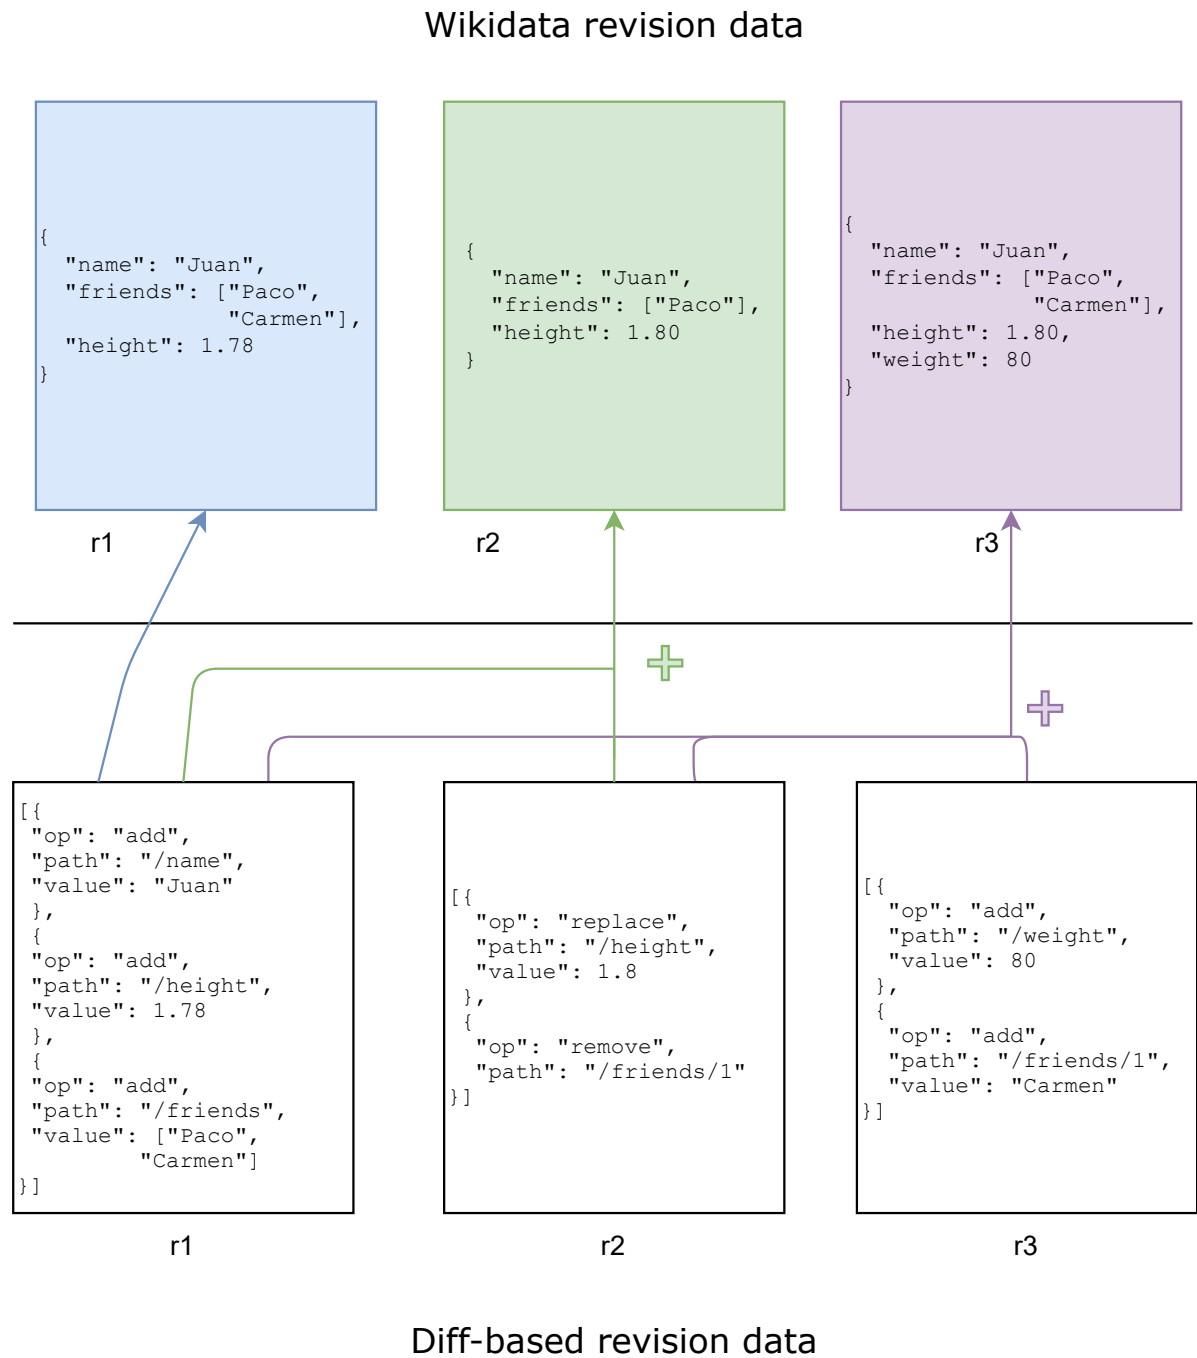 Wikidata revision data
{
  "name": "Juan",
  "friends": ["Paco",
               "Carmen"],
  "height": 1.78
}
r1
{
  "name": "Juan",
  "friends": ["Paco"],
  "height": 1.80
}
r2
{
  "name": "Juan",
  "friends": ["Paco",
               "Carmen"],
  "height": 1.80,
  "weight": 80
}
r3
[{
 "op": "add",
 "path": "/name",
 "value": "Juan"
 },
 {
 "op": "add",
 "path": "/height",
 "value": 1.78
 },
 {
 "op": "add",
 "path": "/friends",
 "value": ["Paco",
          "Carmen"]
}]
r1
[{
  "op": "replace",
  "path": "/height",
  "value": 1.8
 },
 {
  "op": "remove",
  "path": "/friends/1"
}]
r2
[{
  "op": "add",
  "path": "/weight",
  "value": 80
 },
 {
  "op": "add",
  "path": "/friends/1",
  "value": "Carmen"
}]
r3
Diff-based revision data